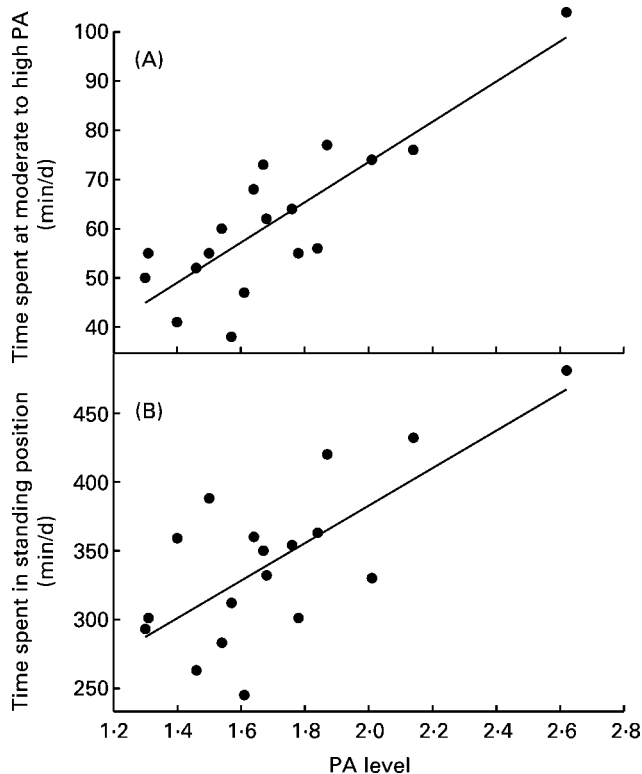 Time spent at moderate to high PA
(min/d)
(A)
100
90
80
70
60
50
40
Time spent in standing position
(min/d)
(B)
450
400
350
300
250
1·2 1·4 1·6 1·8 2·0 2·2 2·4 2·6 2·8
PA level